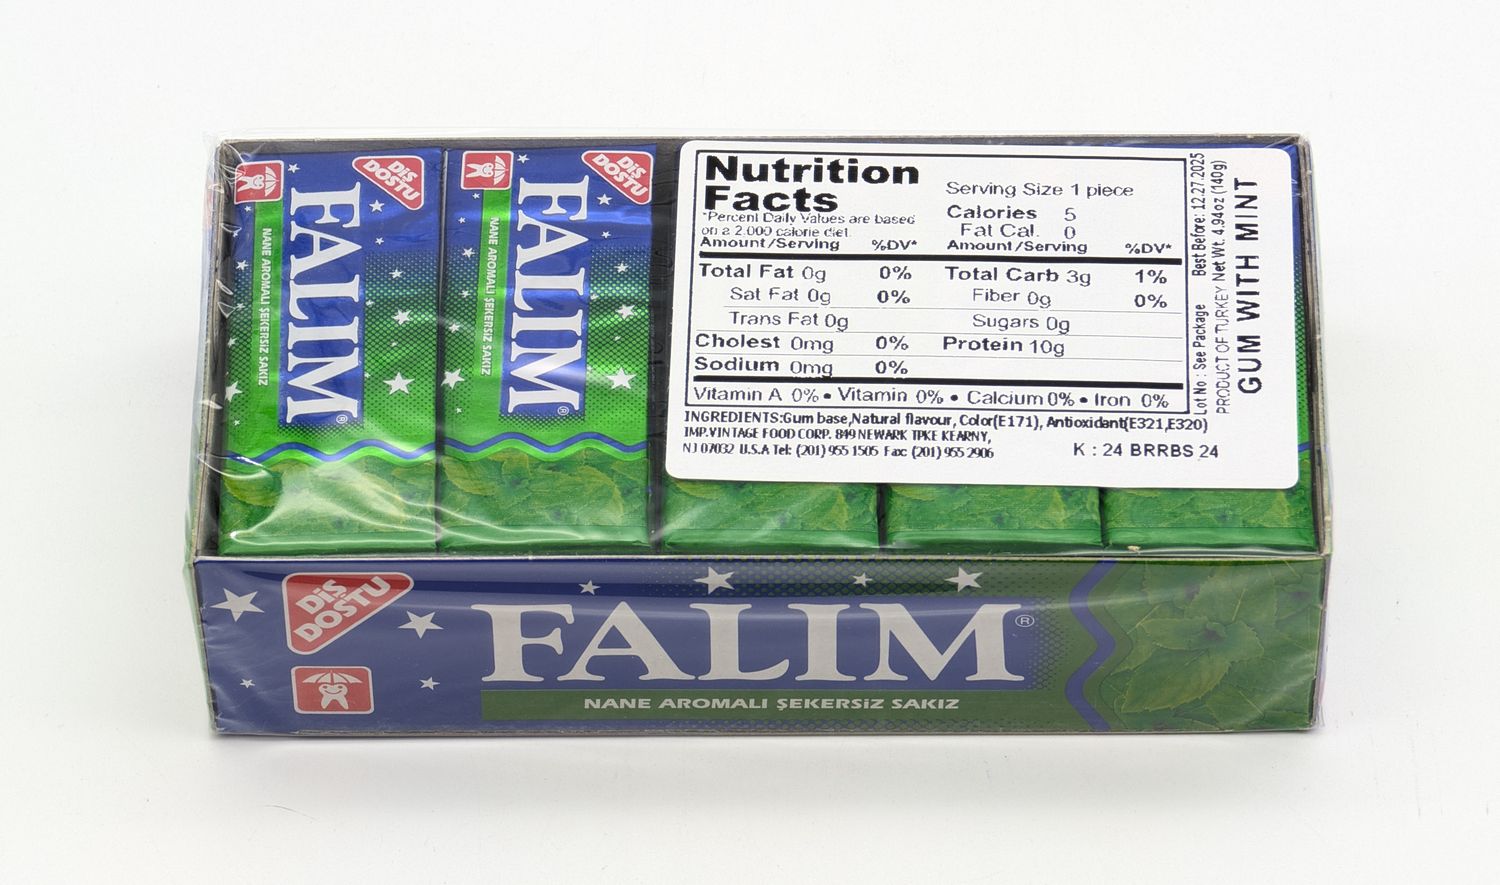 DİŞ
DOSTU
FALIM®
NANE AROMALI ŞEKERSİZ SAKIZ
DİŞ
DOSTU
FALIM®
NANE AROMALI ŞEKERSİZ SAKIZ
Nutrition
Facts
*Percent Daily Values are based
on a 2.000 calorie diet.
Serving Size 1 piece
Calories 5
Fat Cal. 0
Amount/Serving %DV* Amount/Serving %DV*
Total Fat 0g 0% Total Carb 3g 1%
Sat Fat 0g 0% Fiber 0g 0%
Trans Fat 0g Sugars 0g
Cholest 0mg 0% Protein 10g
Sodium 0mg 0%
Vitamin A 0% • Vitamin 0% • Calcium 0% • Iron 0%
INGREDIENTS:Gum base,Natural flavour, Color(E171), Antioxidant(E321,E320)
IMP.VINTAGE FOOD CORP. 849 NEWARK TPKE KEARNY,
NJ 07032 U.S.A Tel: (201) 955 1505 Fax: (201) 955 2906
K : 24 BRRBS 24
Lot No : See Package Best Before: 12.27.2025
PRODUCT OF TURKEY Net Wt. 4.94oz (140g)
GUM WITH MINT
DİŞ
DOSTU
FALIM®
NANE AROMALI ŞEKERSİZ SAKIZ